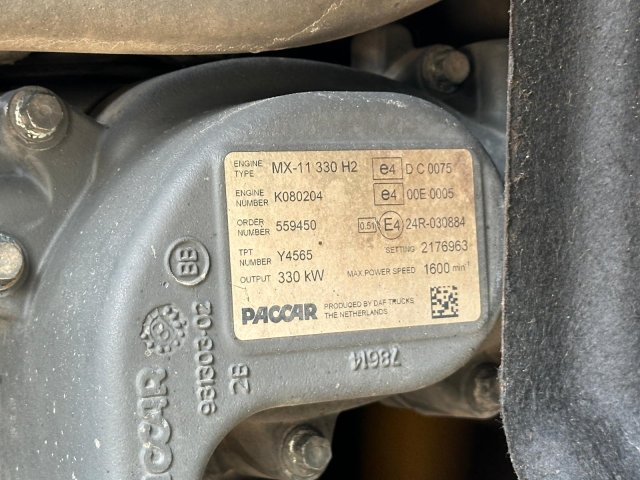 ENGINE TYPE MX-11 330 H2 e4 D C 0075
ENGINE NUMBER K080204 e4 00E 0005
ORDER NUMBER 559450 0.51 E4 24R-030884
TPT NUMBER Y4565 SETTING 2176963
OUTPUT 330 kW MAX POWER SPEED 1600 min⁻¹
PACCAR PRODUCED BY DAF TRUCKS THE NETHERLANDS
BB
931303-02
2B
78614